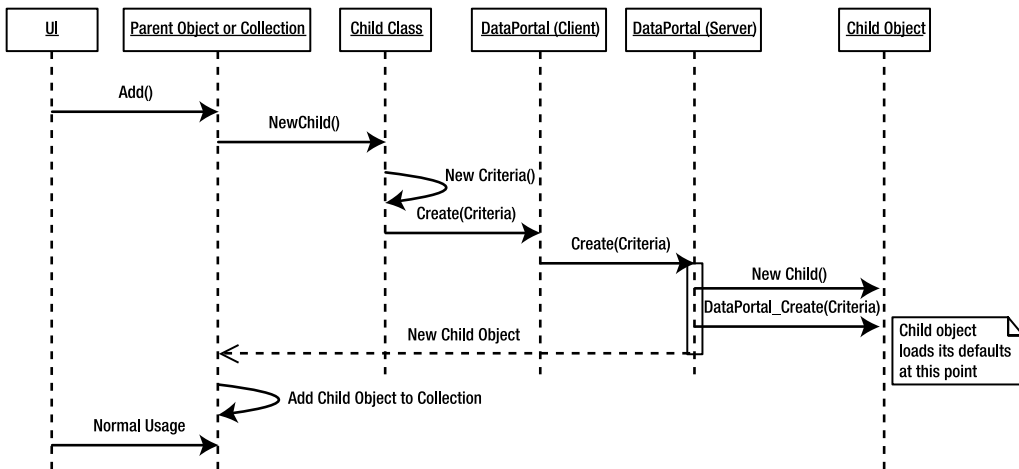 UI
Parent Object or Collection
Child Class
DataPortal (Client)
DataPortal (Server)
Child Object
Add()
NewChild()
New Criteria()
Create(Criteria)
Create(Criteria)
New Child()
DataPortal_Create(Criteria)
Child object
loads its defaults
at this point
New Child Object
Add Child Object to Collection
Normal Usage